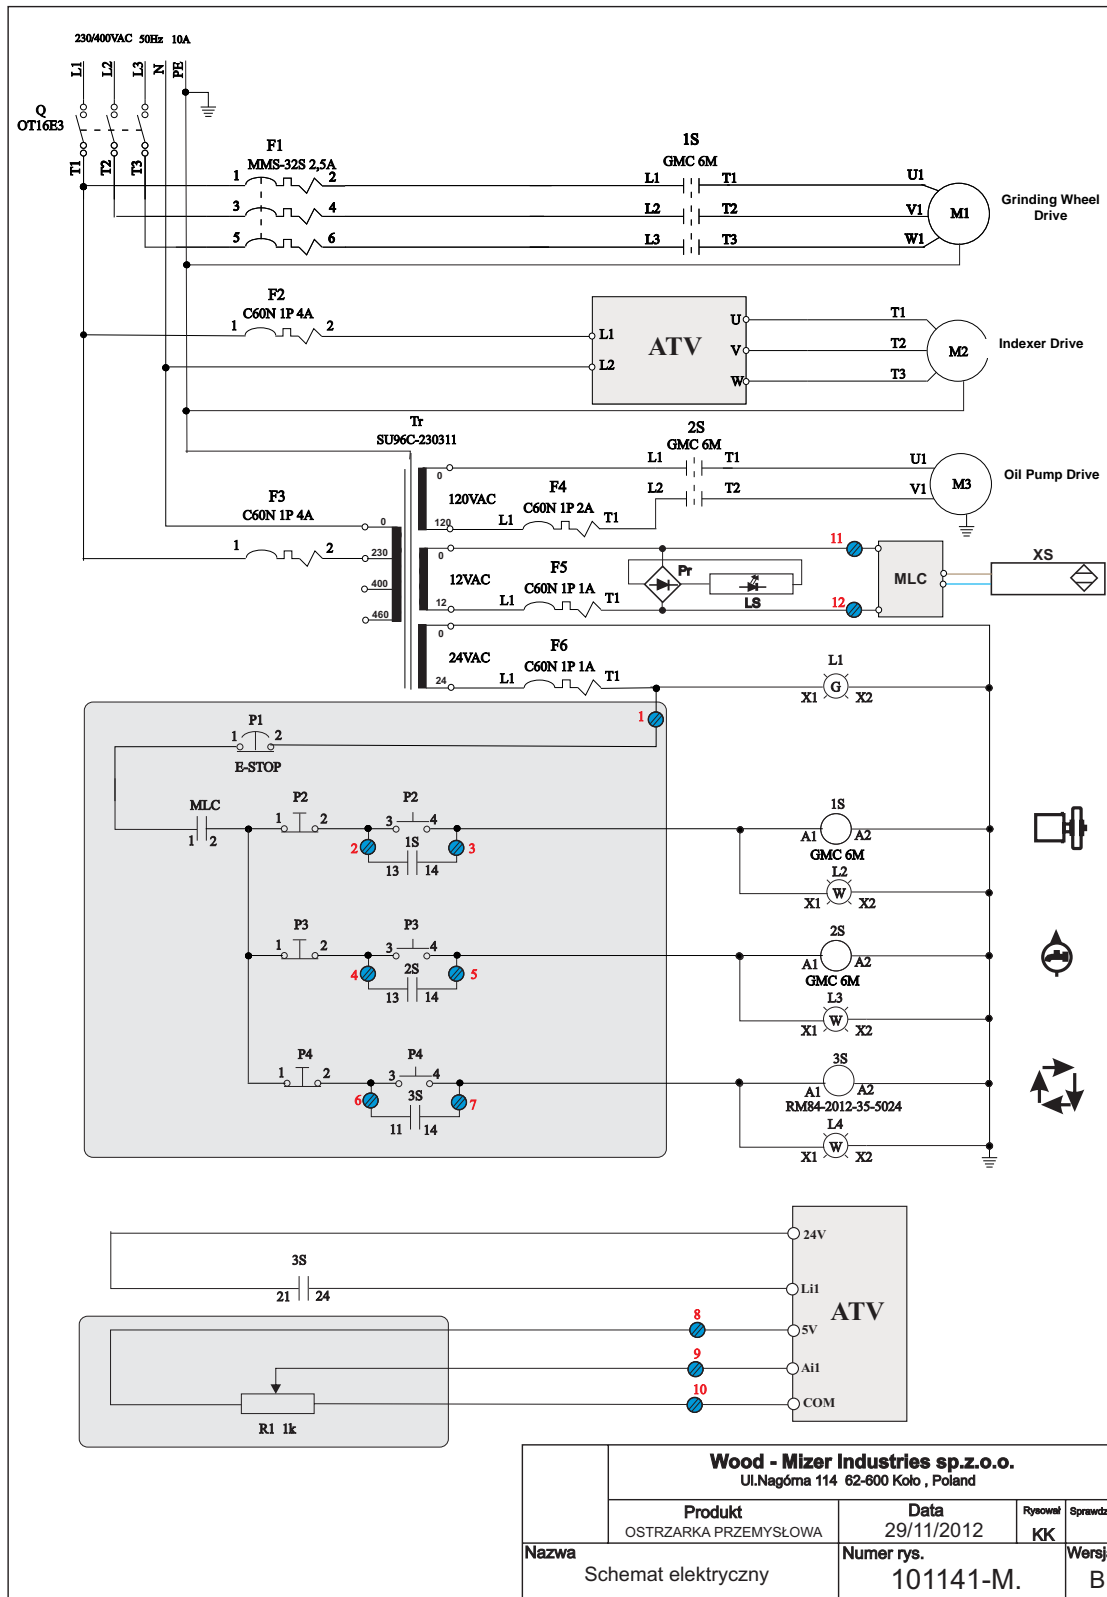 230/400VAC 50Hz 10A
L1 L2 L3 N PE
Q
OT16E3
T1 T2 T3
F1
MMS-32S 2,5A
1 2
3 4
5 6
1S
GMC 6M
L1 T1 U1
L2 T2 V1
L3 T3 W1
M1
Grinding Wheel
Drive
F2
C60N 1P 4A
1 2
L1
L2
ATV
U T1
V T2
W T3
M2
Indexer Drive
Tr
SU96C-230311
F3
C60N 1P 4A
1 2
0
230
400
460
0
120VAC
120
F4
C60N 1P 2A
L1 T1
2S
GMC 6M
L1 T1 U1
L2 T2 V1
M3
Oil Pump Drive
0
12VAC
12
F5
C60N 1P 1A
L1 T1
Pr
LS
11
12
MLC
XS
0
24VAC
24
F6
C60N 1P 1A
L1 T1
L1
X1 G X2
1
P1
1 2
E-STOP
MLC
1 2
P2
1 2
P2
3 4
2 1S 3
13 14
1S
A1 A2
GMC 6M
L2
X1 W X2
P3
1 2
P3
3 4
4 2S 5
13 14
2S
A1 A2
GMC 6M
L3
X1 W X2
P4
1 2
P4
3 4
6 3S 7
11 14
3S
A1 A2
RM84-2012-35-5024
L4
X1 W X2
24V
3S
21 24
Li1
ATV
8
5V
9
Ai1
10
COM
R1 1k
Wood - Mizer Industries sp.z.o.o.
Ul.Nagórna 114 62-600 Koło , Poland
Produkt
OSTRZARKA PRZEMYSŁOWA
Data
29/11/2012
Rysował
KK
Nazwa
Schemat elektryczny
Numer rys.
101141-M.
B